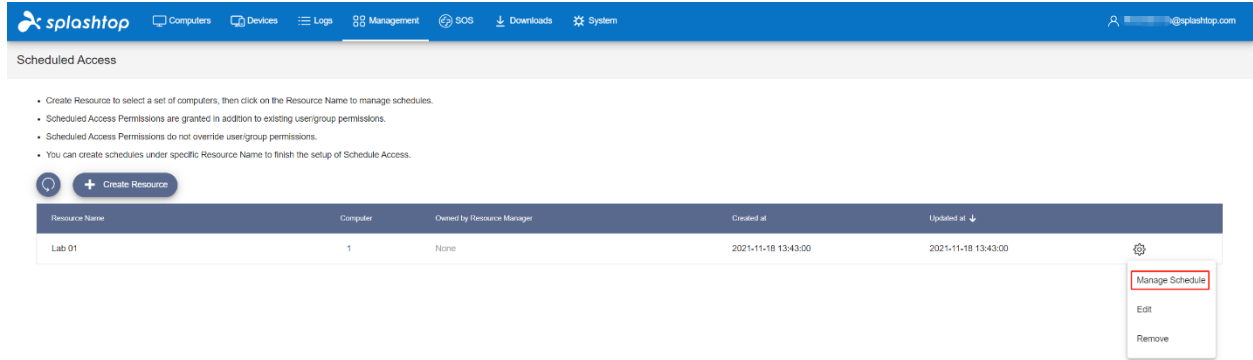 splashtop Computers Devices Logs Management SOS Downloads System @splashtop.com
Scheduled Access
• Create Resource to select a set of computers, then click on the Resource Name to manage schedules.
• Scheduled Access Permissions are granted in addition to existing user/group permissions.
• Scheduled Access Permissions do not override user/group permissions.
• You can create schedules under specific Resource Name to finish the setup of Schedule Access.
+ Create Resource
Resource Name Computer Owned by Resource Manager Created at Updated at ↓
Lab 01 1 None 2021-11-18 13:43:00 2021-11-18 13:43:00
Manage Schedule
Edit
Remove